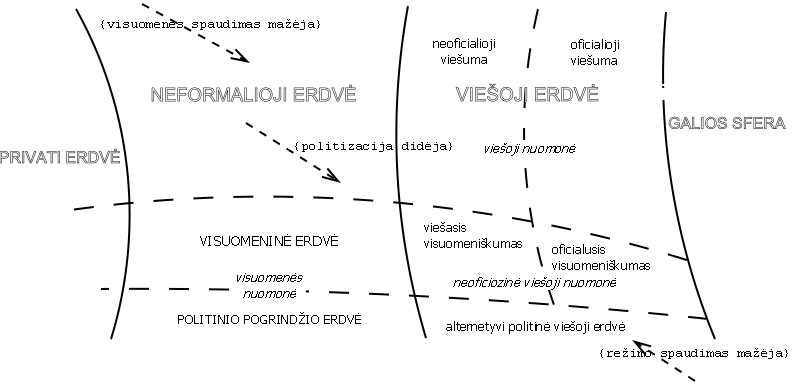 {visuomenės spaudimas mažėja}
neoficialioji
viešuma
oficialioji
viešuma
NEFORMALIOJI ERDVĖ
VIEŠOJI ERDVĖ
GALIOS SFERA
{politizacija didėja}
viešoji nuomonė
PRIVATI ERDVĖ
viešasis
visuomeniškumas
VISUOMENINĖ ERDVĖ
oficialusis
visuomeniškumas
visuomenės
nuomonė
neoficiozinė viešoji nuomonė
POLITINIO POGRINDŽIO ERDVĖ
alternetyvi politinė viešoji erdvė
{režimo spaudimas mažėja}